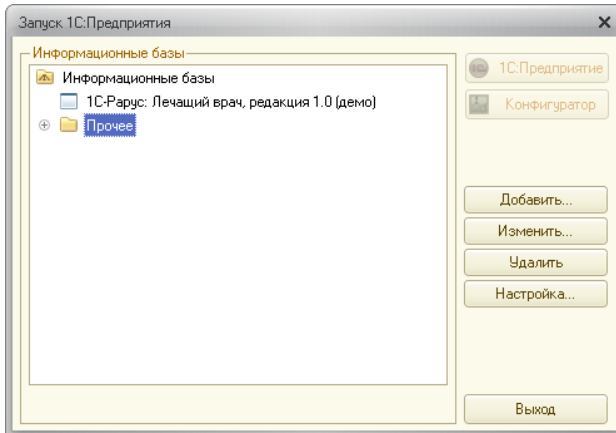 Запуск 1С:Предприятия
Информационные базы
Информационные базы
1С-Рарус: Лечащий врач, редакция 1.0 (демо)
Прочее
1С:Предприятие
Конфигуратор
Добавить...
Изменить...
Удалить
Настройка...
Выход